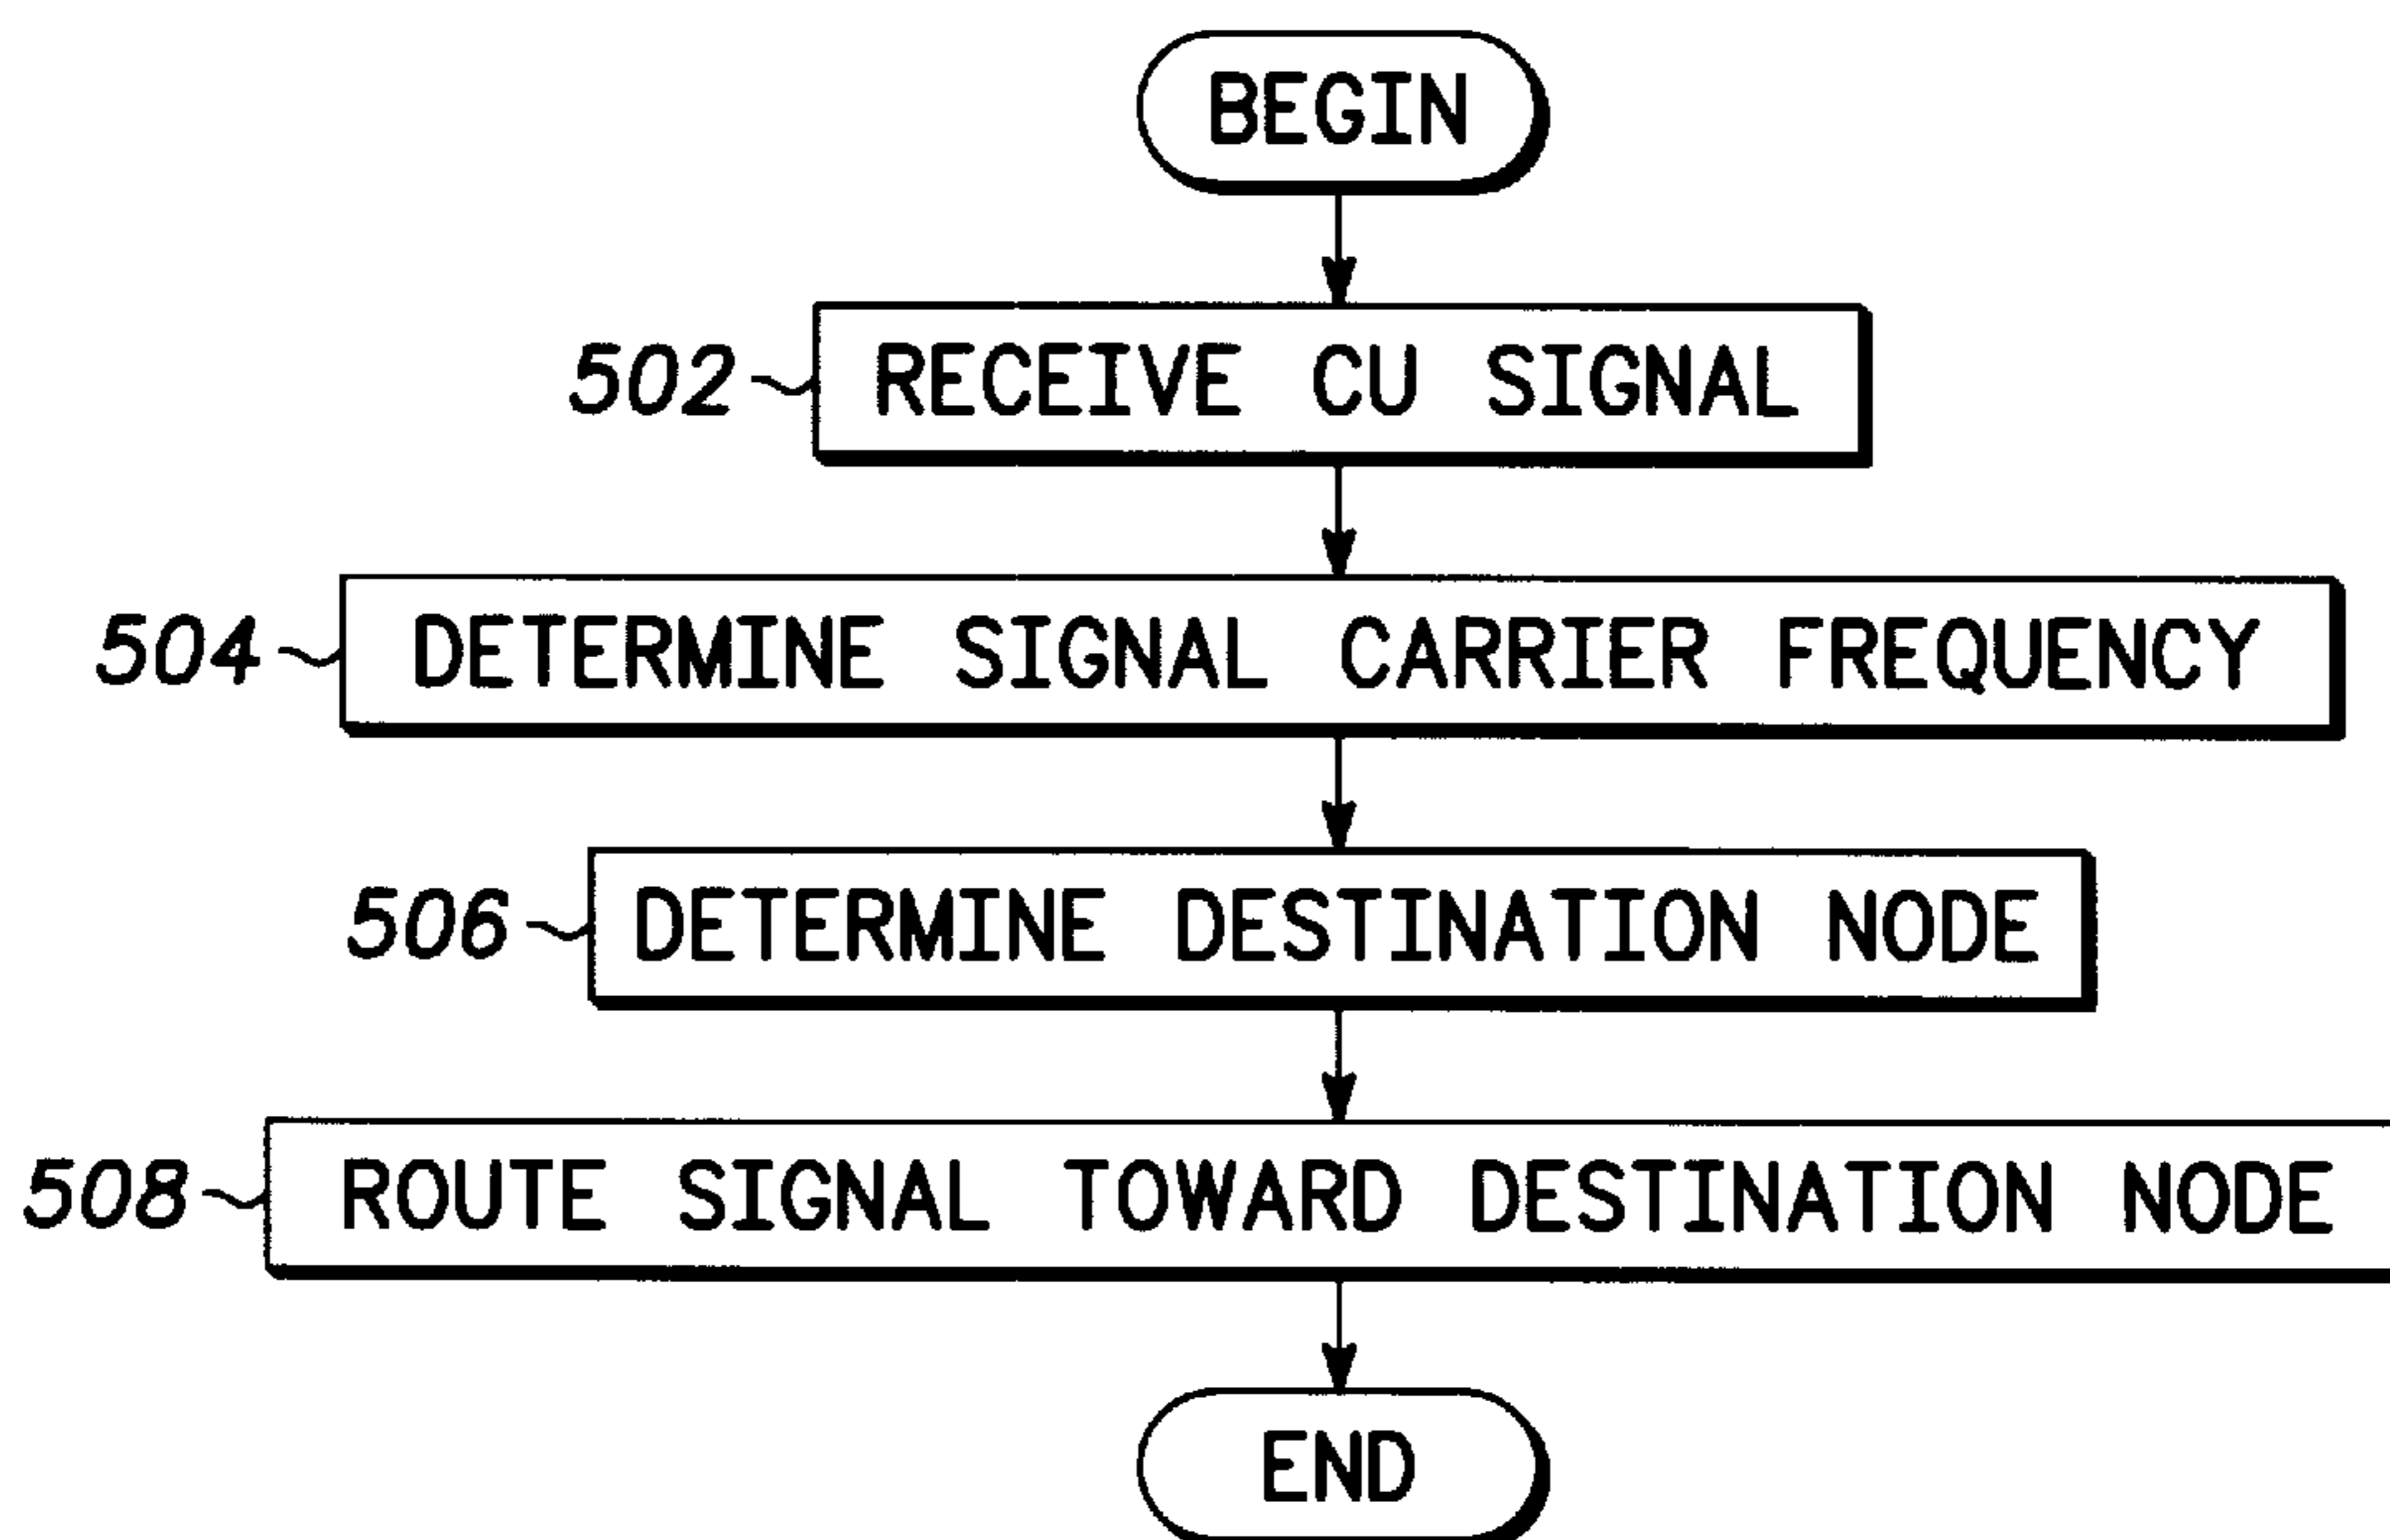 BEGIN
502 RECEIVE CU SIGNAL
504 DETERMINE SIGNAL CARRIER FREQUENCY
506 DETERMINE DESTINATION NODE
508 ROUTE SIGNAL TOWARD DESTINATION NODE
END